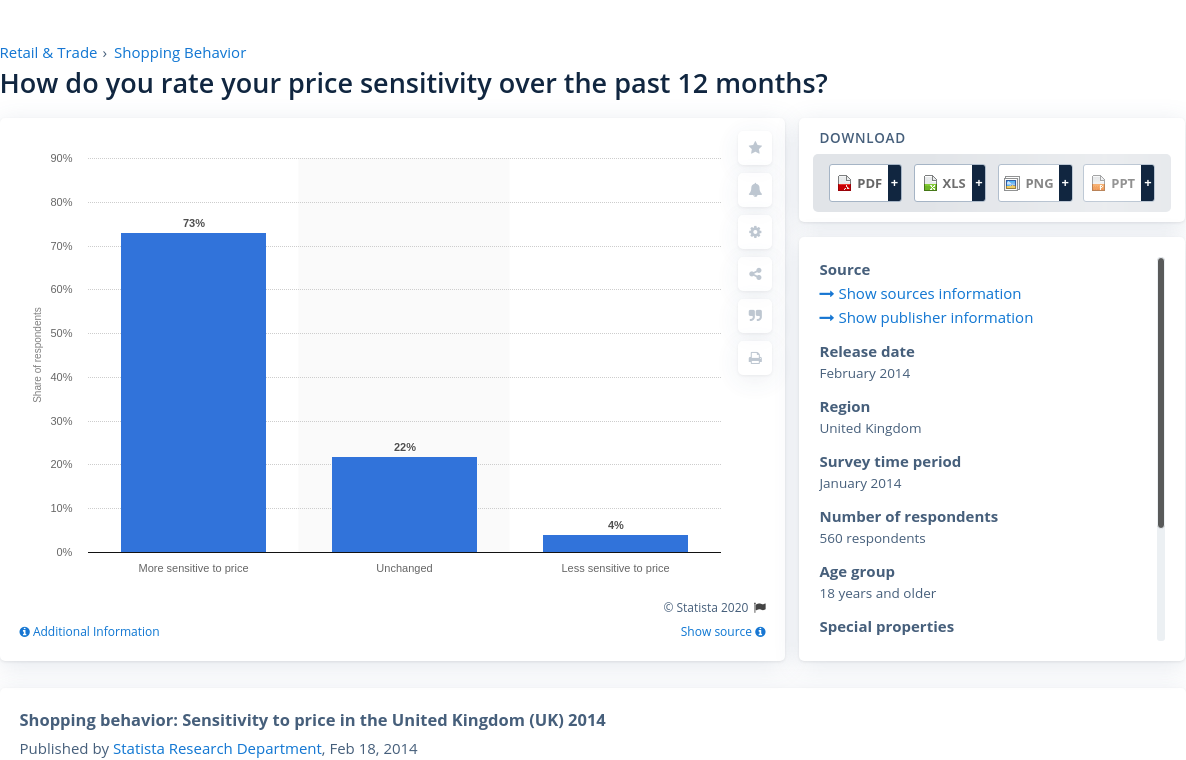 Retail & Trade › Shopping Behavior
How do you rate your price sensitivity over the past 12 months?
90%
80%
70%
60%
50%
40%
30%
20%
10%
0%
Share of respondents
73%
22%
4%
More sensitive to price
Unchanged
Less sensitive to price
© Statista 2020
Additional Information
Show source
DOWNLOAD
PDF +
XLS +
PNG +
PPT +
Source
Show sources information
Show publisher information
Release date
February 2014
Region
United Kingdom
Survey time period
January 2014
Number of respondents
560 respondents
Age group
18 years and older
Special properties
Shopping behavior: Sensitivity to price in the United Kingdom (UK) 2014
Published by Statista Research Department, Feb 18, 2014